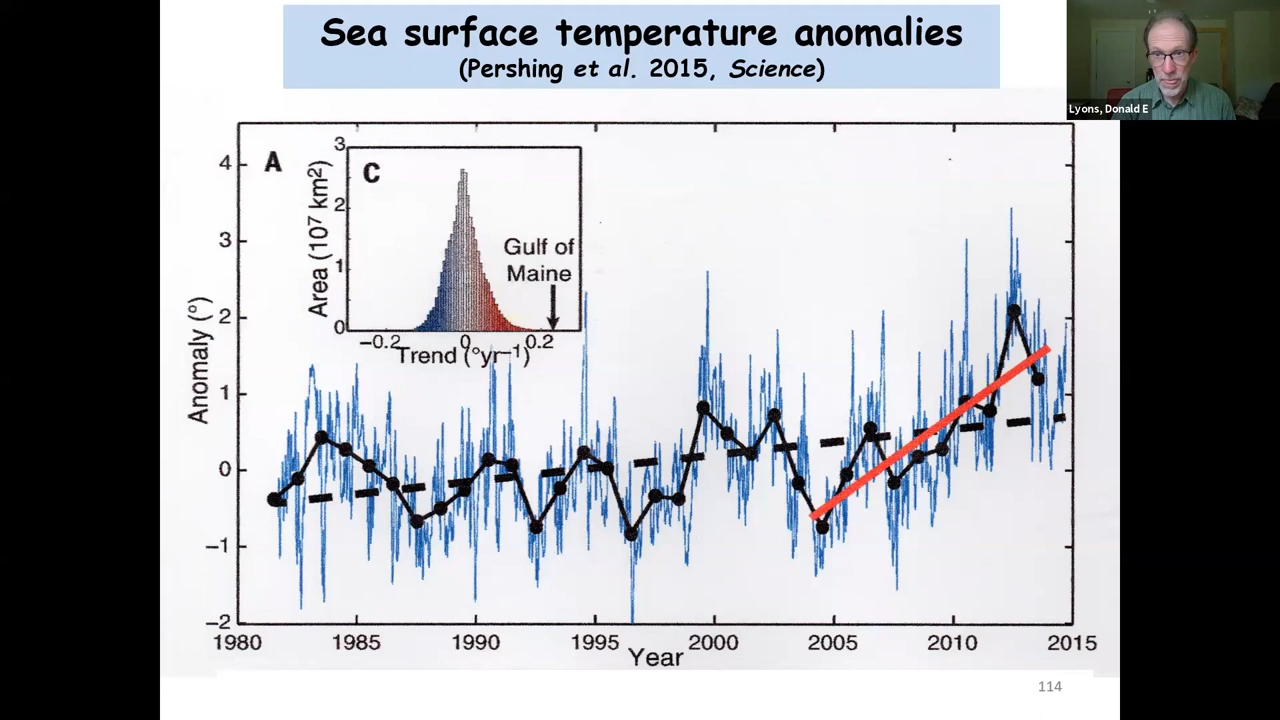 Sea surface temperature anomalies
(Pershing et al. 2015, Science)
Lyons, Donald E
A
C
Gulf of
Maine
Area (10⁷ km²)
3
2
1
0
−0.2
0
0.2
Trend (°yr⁻¹)
Anomaly (°)
4
3
2
1
0
−1
−2
1980
1985
1990
1995
2000
2005
2010
2015
Year
114